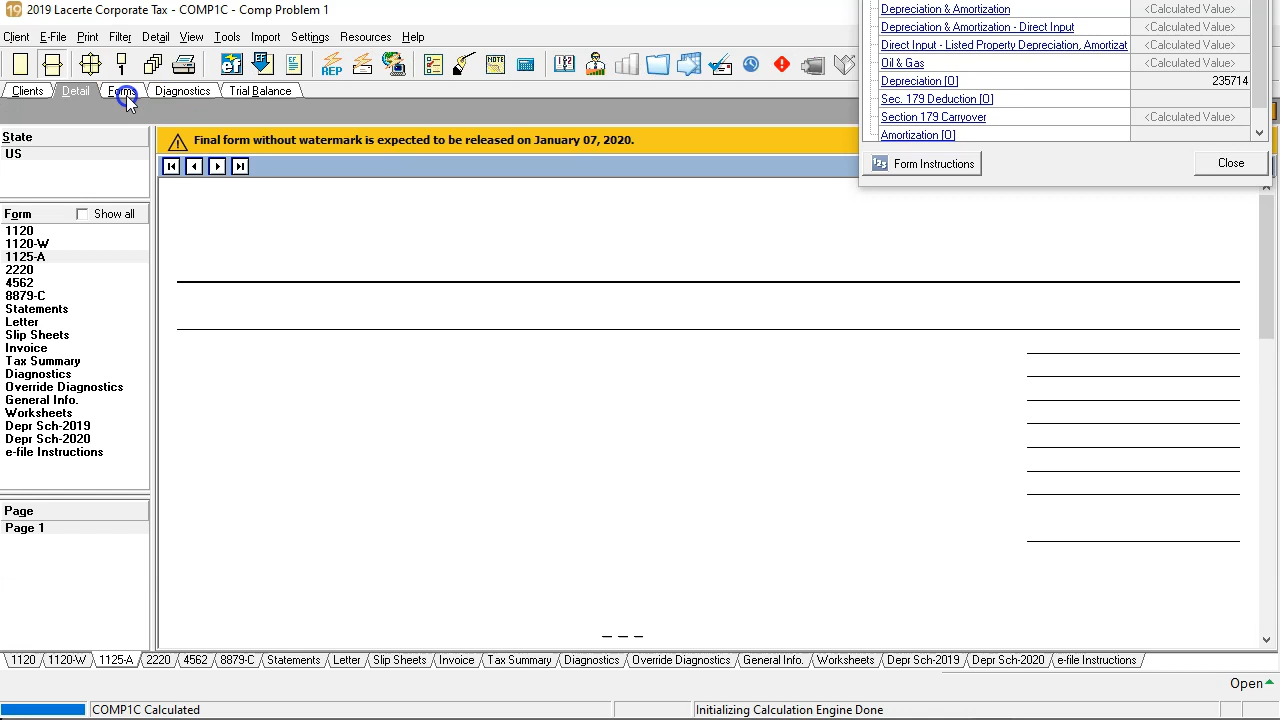 2019 Lacerte Corporate Tax - COMP1C - Comp Problem 1
Client E-File Print Filter Detail View Tools Import Settings Resources Help
REP NOTE
Clients Detail Forms Diagnostics Trial Balance
Depreciation & Amortization <Calculated Value>
Depreciation & Amortization - Direct Input <Calculated Value>
Direct Input - Listed Property Depreciation, Amortizat <Calculated Value>
Oil & Gas <Calculated Value>
Depreciation [O] 235714
Sec. 179 Deduction [O]
Section 179 Carryover <Calculated Value>
Amortization [O]
Form Instructions Close
State
US
Final form without watermark is expected to be released on January 07, 2020.
Form Show all
1120
1120-W
1125-A
2220
4562
8879-C
Statements
Letter
Slip Sheets
Invoice
Tax Summary
Diagnostics
Override Diagnostics
General Info.
Worksheets
Depr Sch-2019
Depr Sch-2020
e-file Instructions
Page
Page 1
1120 1120-W 1125-A 2220 4562 8879-C Statements Letter Slip Sheets Invoice Tax Summary Diagnostics Override Diagnostics General Info. Worksheets Depr Sch-2019 Depr Sch-2020 e-file Instructions
Open
COMP1C Calculated Initializing Calculation Engine Done